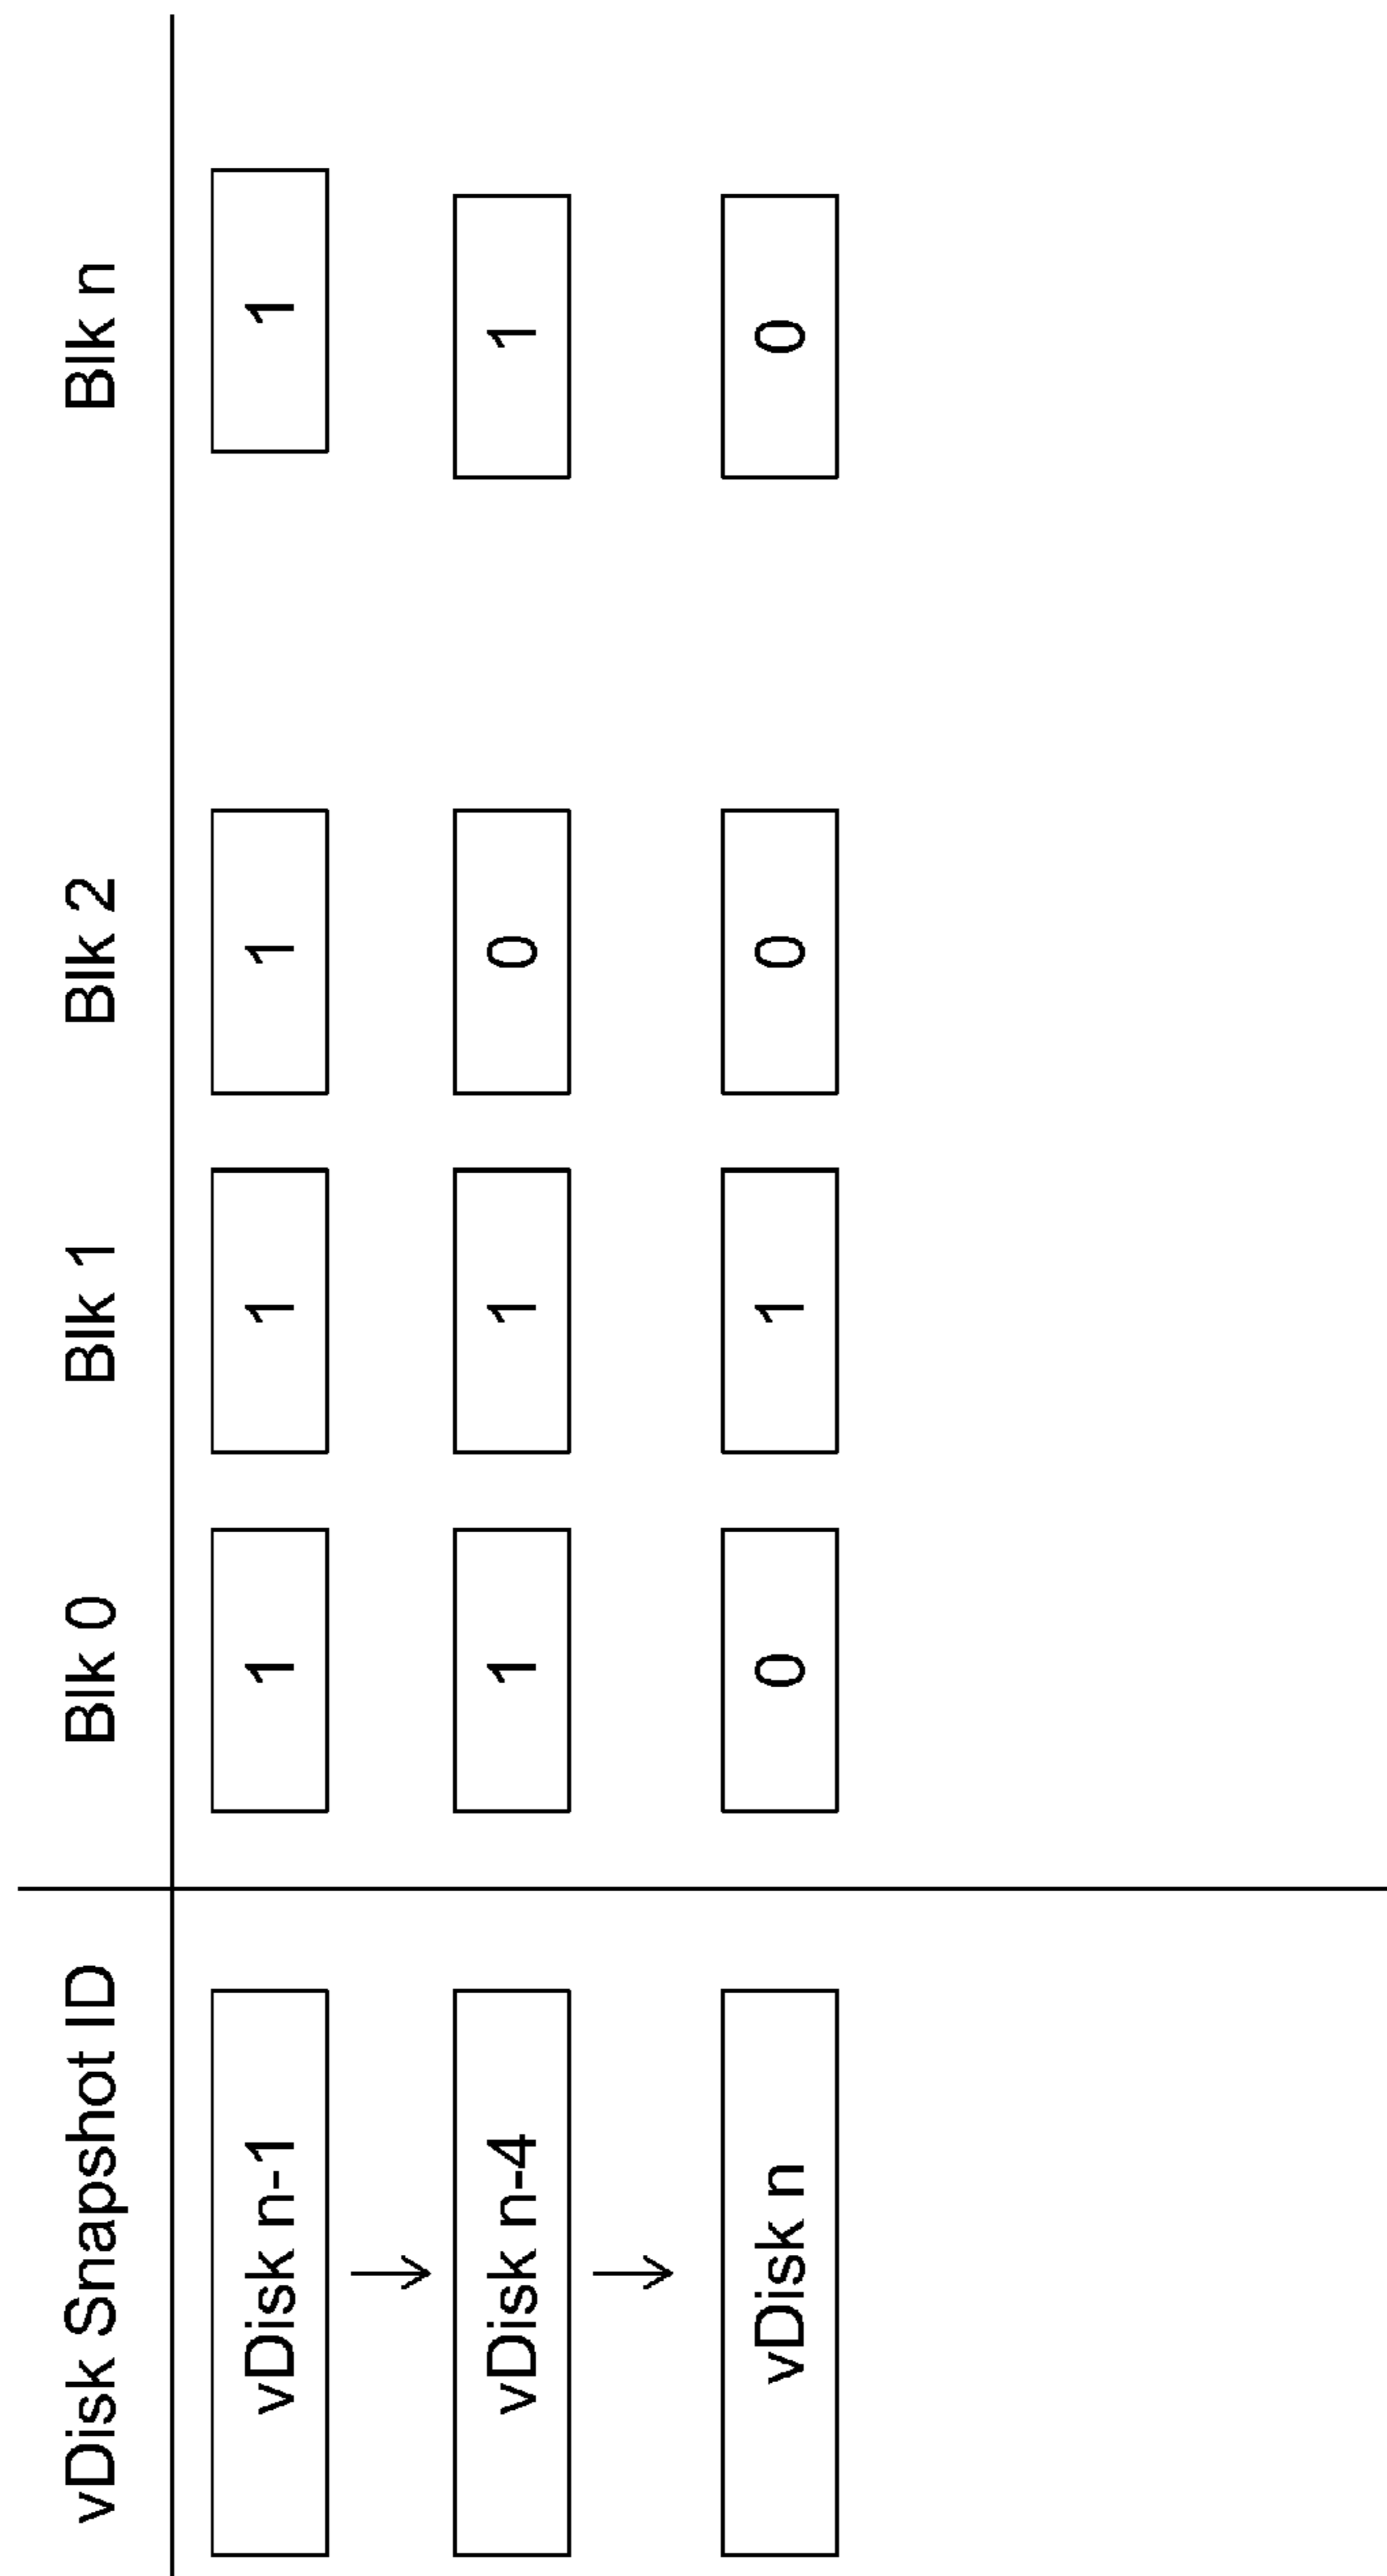 vDisk Snapshot ID Blk 0 Blk 1 Blk 2 Blk n
vDisk n-1 1 1 1 1
vDisk n-4 1 1 0 1
vDisk n 0 1 0 0